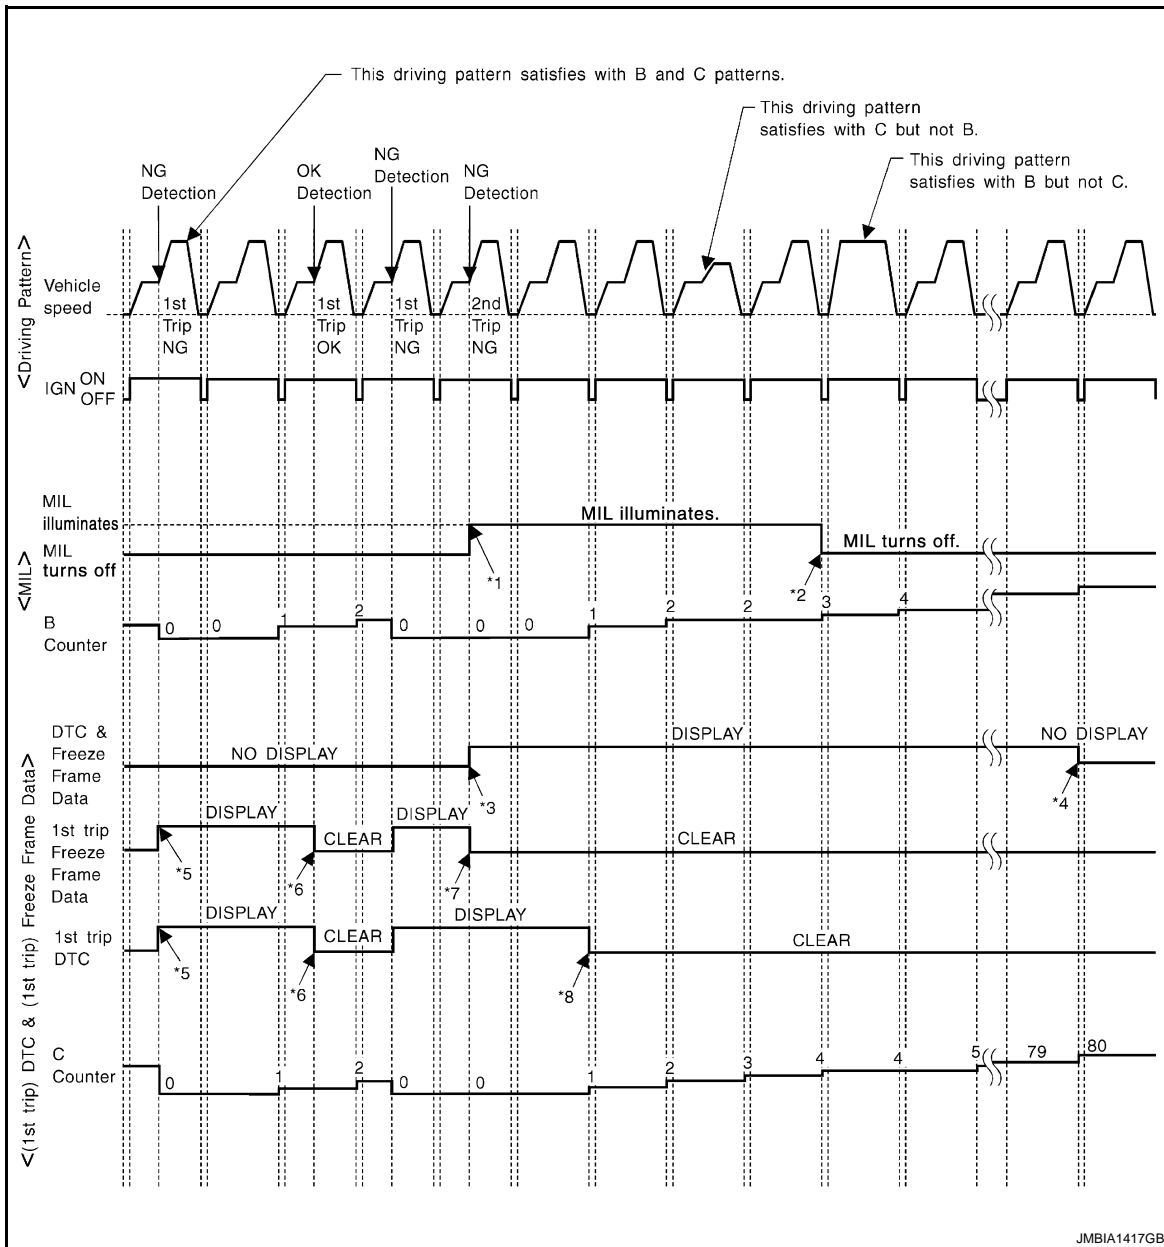 This driving pattern satisfies with B and C patterns.
This driving pattern
satisfies with C but not B.
This driving pattern
satisfies with B but not C.
NG
Detection
OK
Detection
NG
Detection
NG
Detection
<Driving Pattern>
Vehicle
speed
1st
Trip
NG
1st
Trip
OK
1st
Trip
NG
2nd
Trip
NG
IGN ON
OFF
<MIL>
MIL
illuminates
MIL
turns off
MIL illuminates.
MIL turns off.
*1
*2
B
Counter
0 0 1 2 0 0 0 1 2 2 3 4
<(1st trip) DTC & (1st trip) Freeze Frame Data>
DTC &
Freeze
Frame
Data
NO DISPLAY
DISPLAY
NO DISPLAY
*3
*4
1st trip
Freeze
Frame
Data
DISPLAY
CLEAR
DISPLAY
CLEAR
*5
*6
*7
1st trip
DTC
DISPLAY
CLEAR
DISPLAY
CLEAR
*5
*6
*8
C
Counter
0 1 2 0 0 1 2 3 4 4 5 79 80
JMBIA1417GB